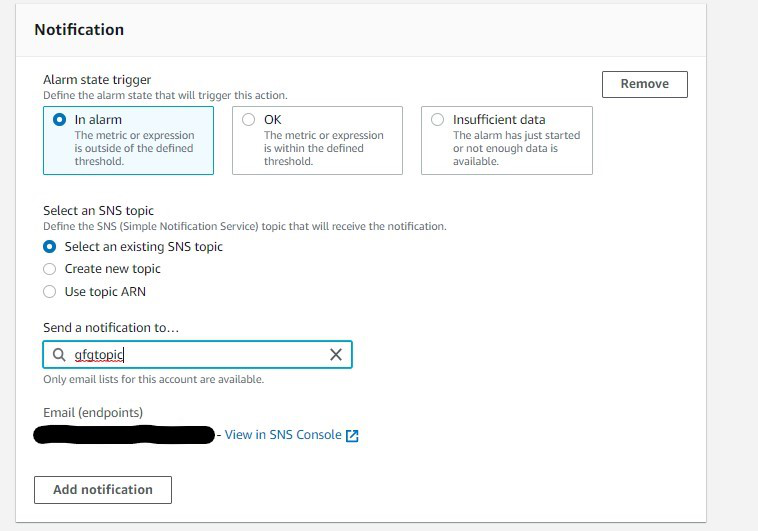 Notification
Alarm state trigger
Define the alarm state that will trigger this action.
Remove
In alarm
The metric or expression
is outside of the defined
threshold.
OK
The metric or expression
is within the defined
threshold.
Insufficient data
The alarm has just started
or not enough data is
available.
Select an SNS topic
Define the SNS (Simple Notification Service) topic that will receive the notification.
Select an existing SNS topic
Create new topic
Use topic ARN
Send a notification to...
gfgtopic
Only email lists for this account are available.
Email (endpoints)
- View in SNS Console
Add notification